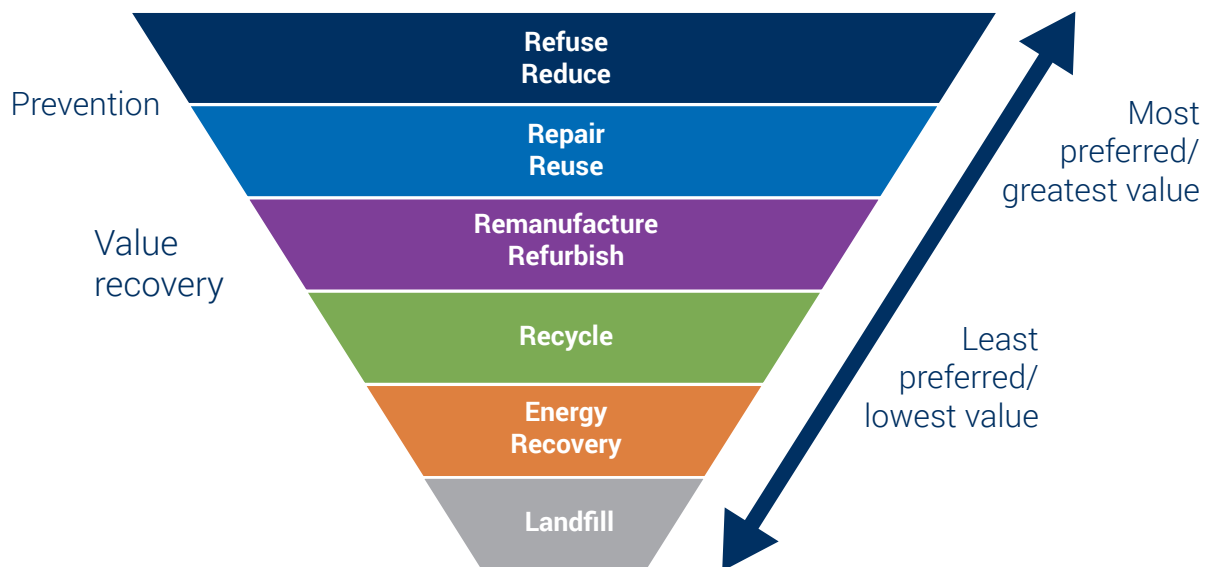 Refuse
Reduce
Prevention
Repair
Reuse
Most
preferred/
greatest value
Remanufacture
Refurbish
Value
recovery
Recycle
Least
preferred/
lowest value
Energy
Recovery
Landfill